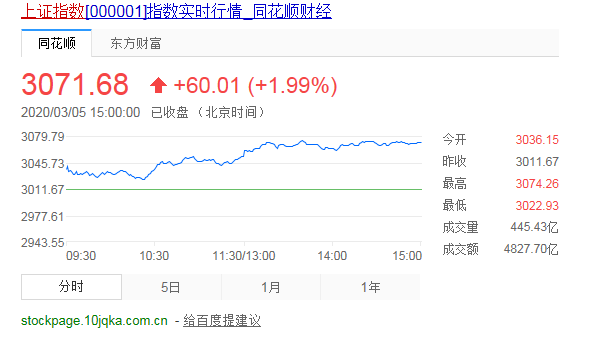 上证指数[000001]指数实时行情_同花顺财经
同花顺 东方财富
3071.68 +60.01 (+1.99%)
2020/03/05 15:00:00 已收盘 （北京时间）
3079.79
3045.73
3011.67
2977.61
2943.55
09:30 10:30 11:30/13:00 14:00 15:00
今开 3036.15
昨收 3011.67
最高 3074.26
最低 3022.93
成交量 445.43亿
成交额 4827.70亿
分时 5日 1月 1年
stockpage.10jqka.com.cn - 给百度提建议